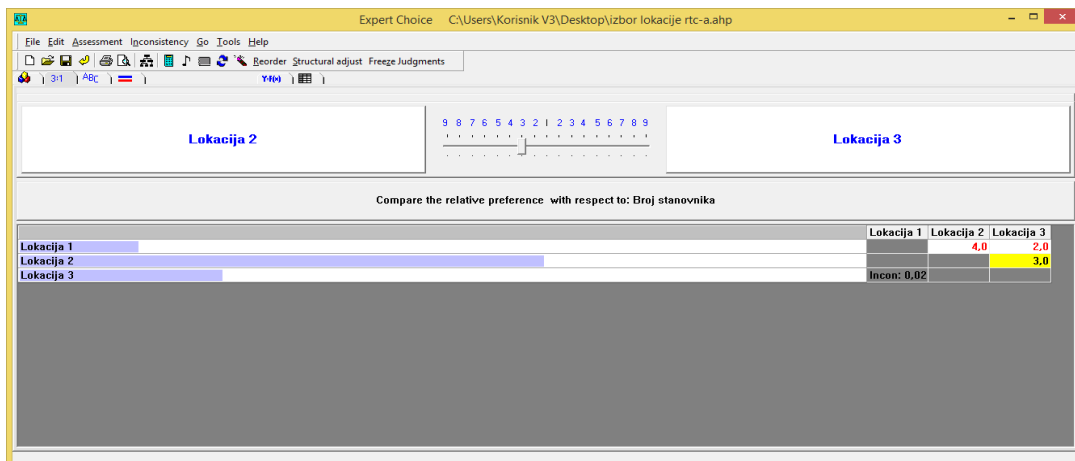 Expert Choice C:\Users\Korisnik V3\Desktop\izbor lokacije rtc-a.ahp
File Edit Assessment Inconsistency Go Tools Help
Reorder Structural adjust Freeze Judgments
3:1 ABC Y=F(x)
Lokacija 2
9 8 7 6 5 4 3 2 1 2 3 4 5 6 7 8 9
Lokacija 3
Compare the relative preference with respect to: Broj stanovnika
Lokacija 1 Lokacija 2 Lokacija 3
Lokacija 1 4,0 2,0
Lokacija 2 3,0
Lokacija 3 Incon: 0,02